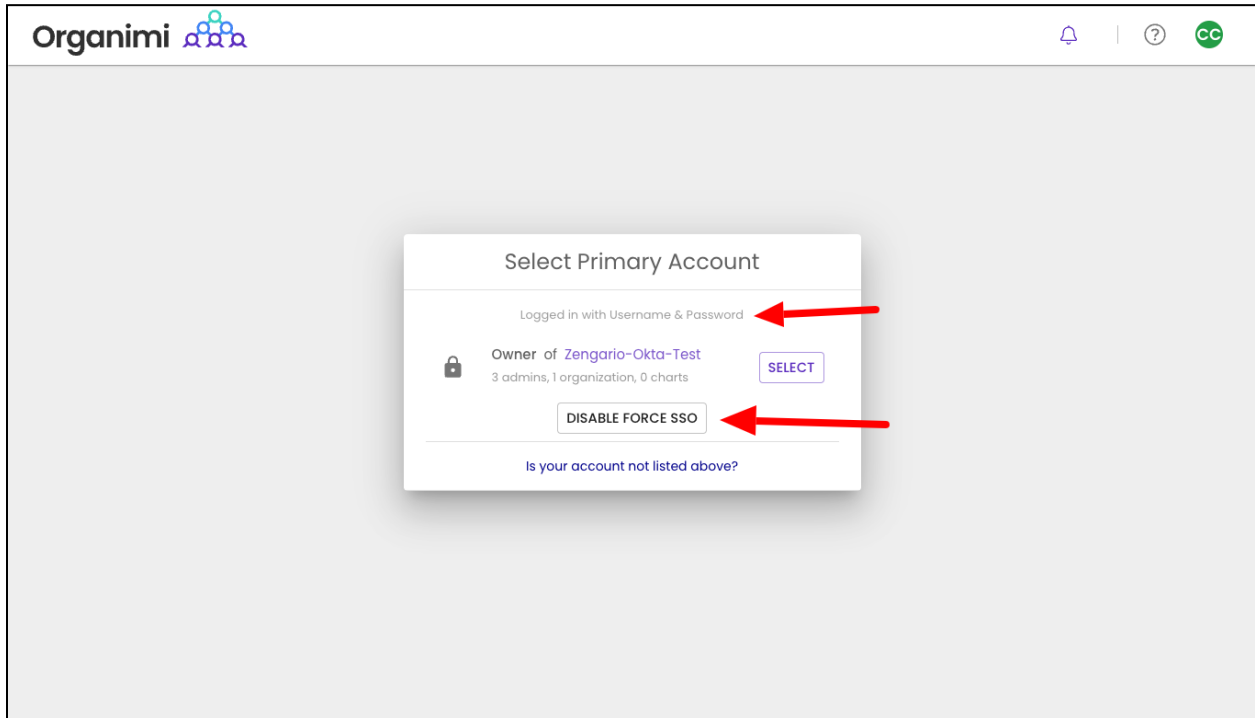 Organimi
CC
Select Primary Account
Logged in with Username & Password
Owner of Zengario-Okta-Test
SELECT
3 admins, 1 organization, 0 charts
DISABLE FORCE SSO
Is your account not listed above?